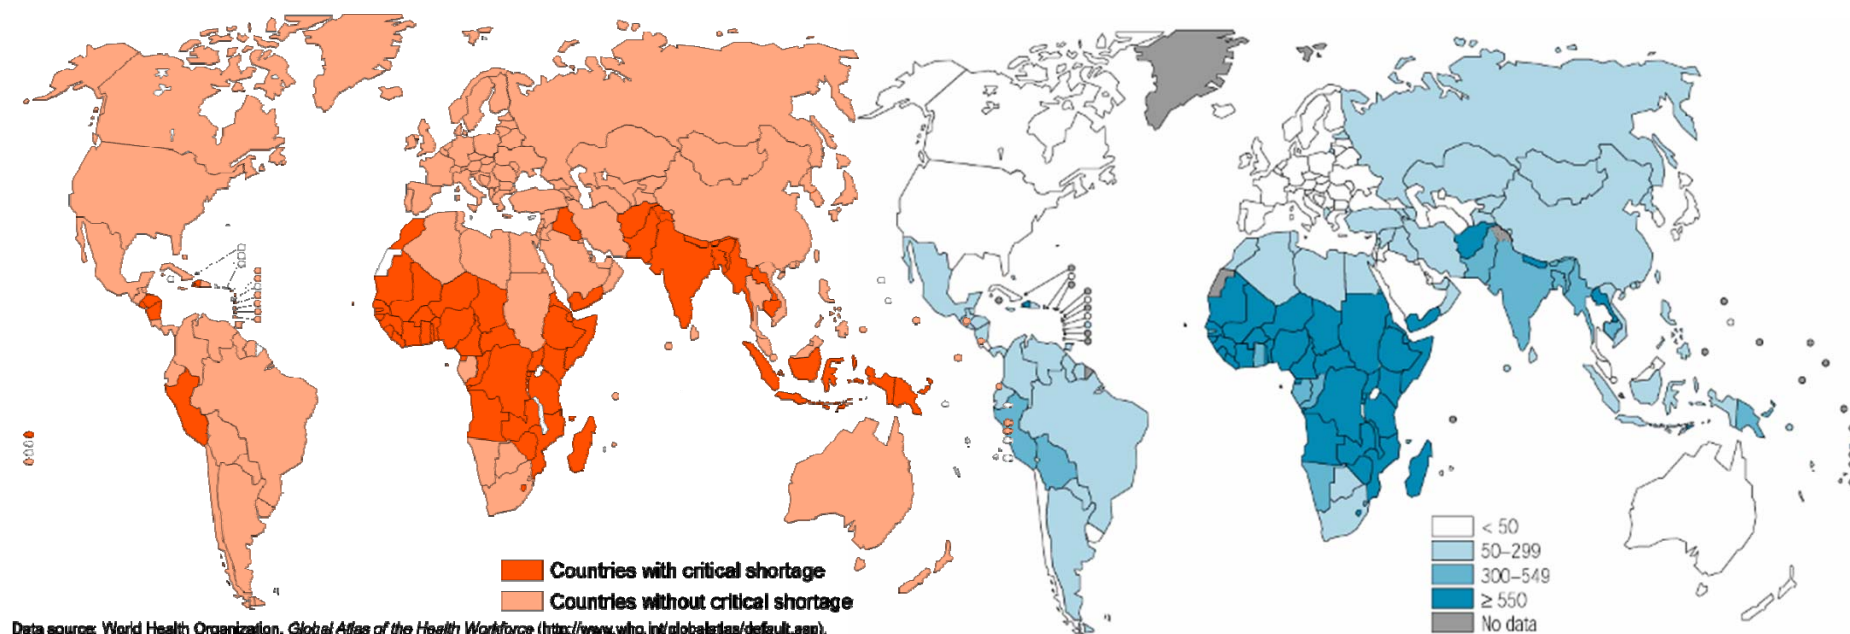 Countries with critical shortage
Countries without critical shortage
Data source: World Health Organization. Global Atlas of the Health Workforce (http://www.who.int/globalatlas/default.asp).
< 50
50–299
300–549
≥ 550
No data